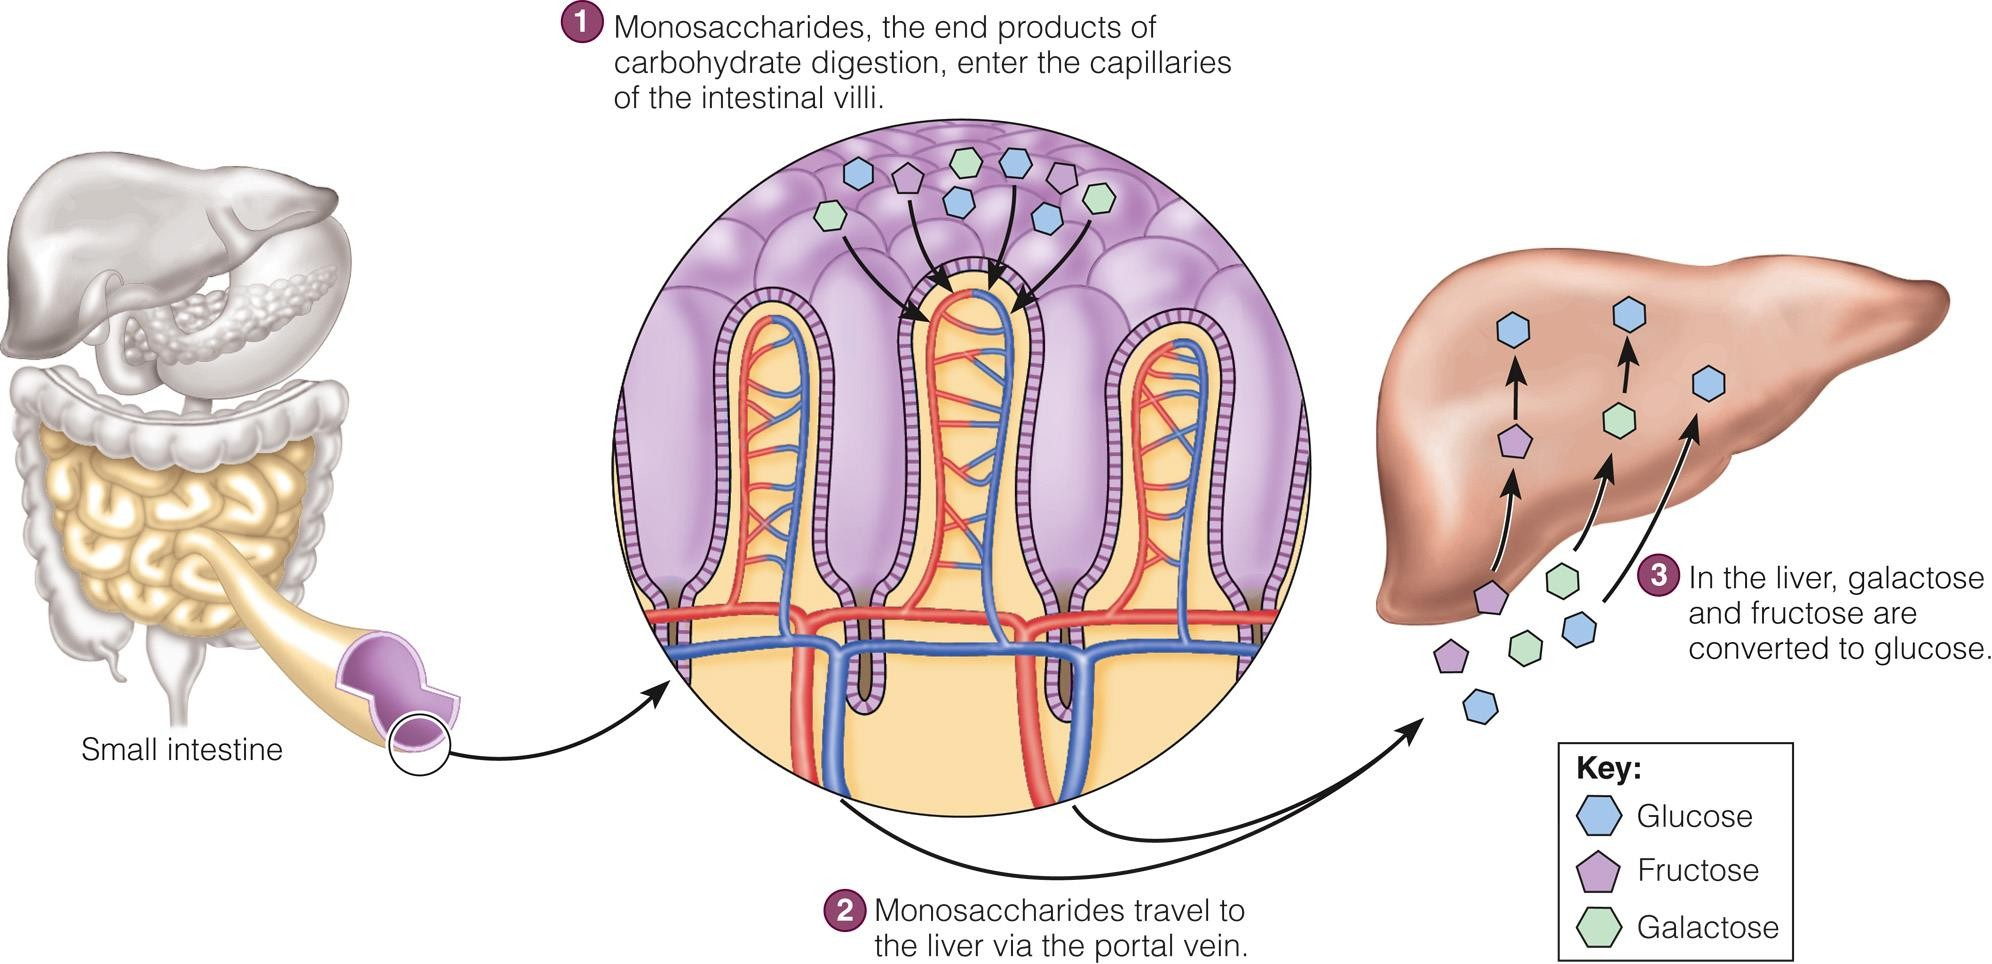 1 Monosaccharides, the end products of
carbohydrate digestion, enter the capillaries
of the intestinal villi.
Small intestine
2 Monosaccharides travel to
the liver via the portal vein.
3 In the liver, galactose
and fructose are
converted to glucose.
Key:
Glucose
Fructose
Galactose